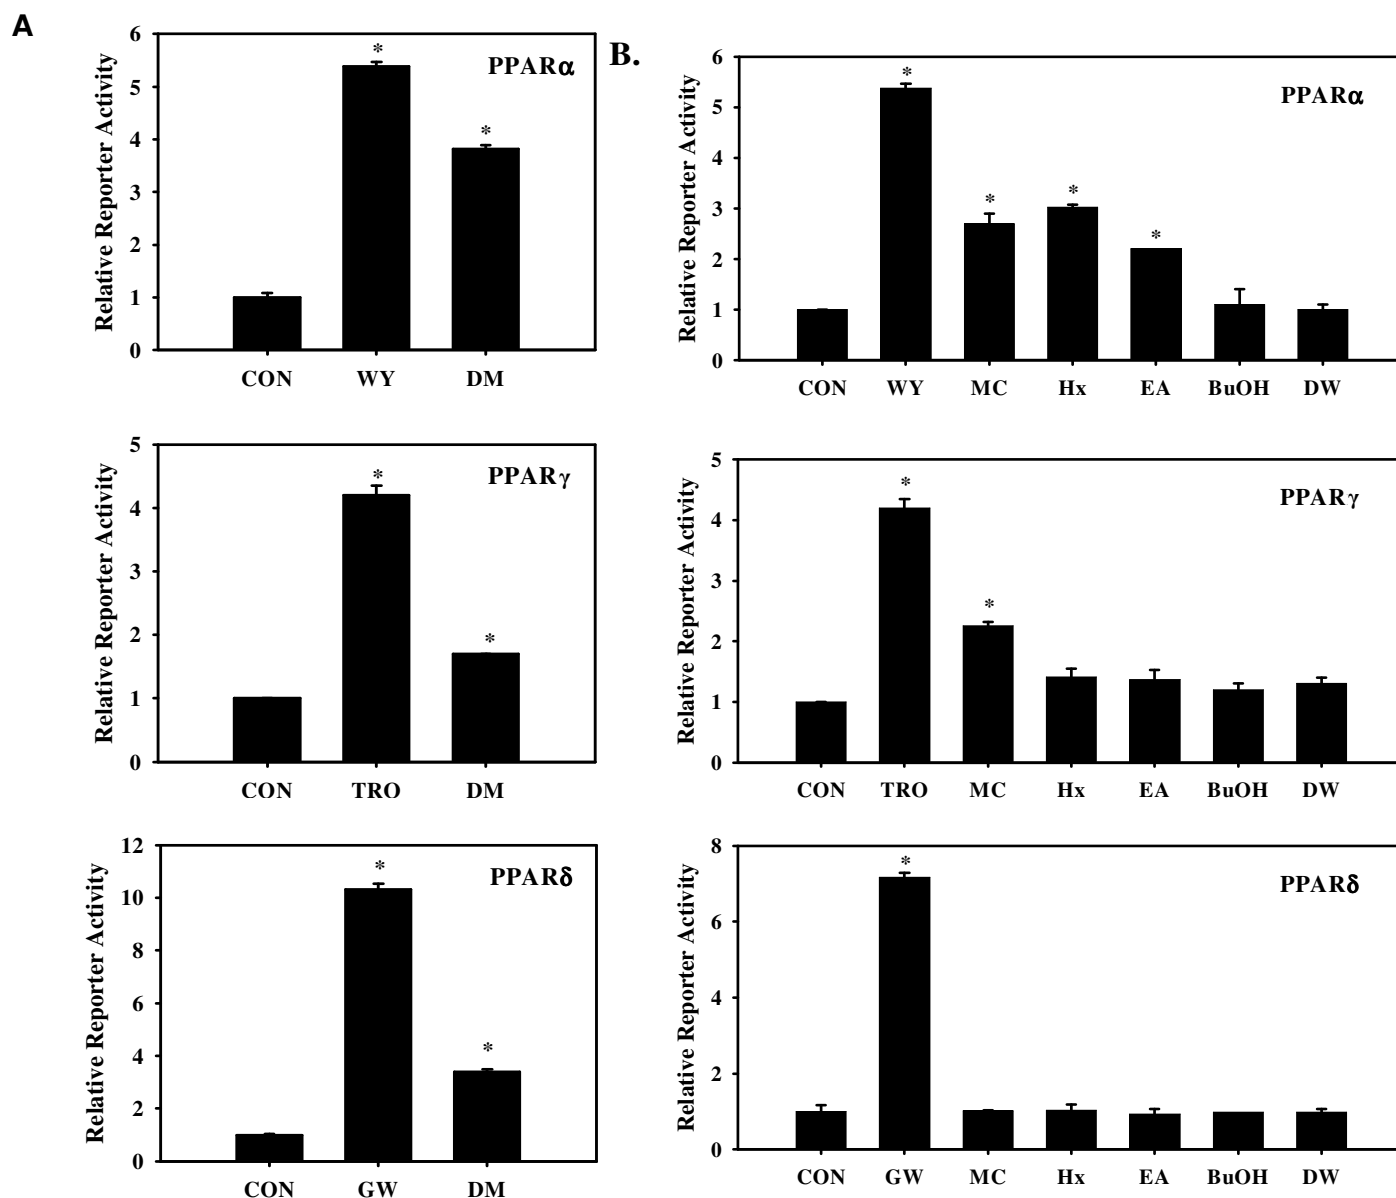 A
B.
PPARα
Relative Reporter Activity
6
5
4
3
2
1
0
*
*
CON WY DM
PPARγ
Relative Reporter Activity
5
4
3
2
1
0
*
*
CON TRO DM
PPARδ
Relative Reporter Activity
12
10
8
6
4
2
0
*
*
CON GW DM
PPARα
Relative Reporter Activity
6
5
4
3
2
1
0
*
*
*
*
CON WY MC Hx EA BuOH DW
PPARγ
Relative Reporter Activity
5
4
3
2
1
0
*
*
CON TRO MC Hx EA BuOH DW
PPARδ
Relative Reporter Activity
8
6
4
2
0
*
CON GW MC Hx EA BuOH DW